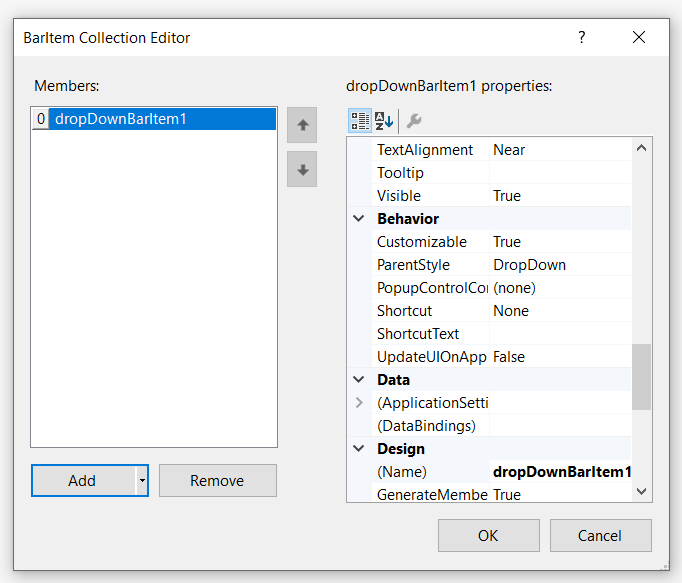 BarItem Collection Editor ?
Members:
0 dropDownBarItem1
Add
Remove
dropDownBarItem1 properties:
TextAlignment Near
Tooltip
Visible True
Behavior
Customizable True
ParentStyle DropDown
PopupControlCo (none)
Shortcut None
ShortcutText
UpdateUIOnApp False
Data
(ApplicationSetti
(DataBindings)
Design
(Name) dropDownBarItem1
GenerateMembe True
OK
Cancel